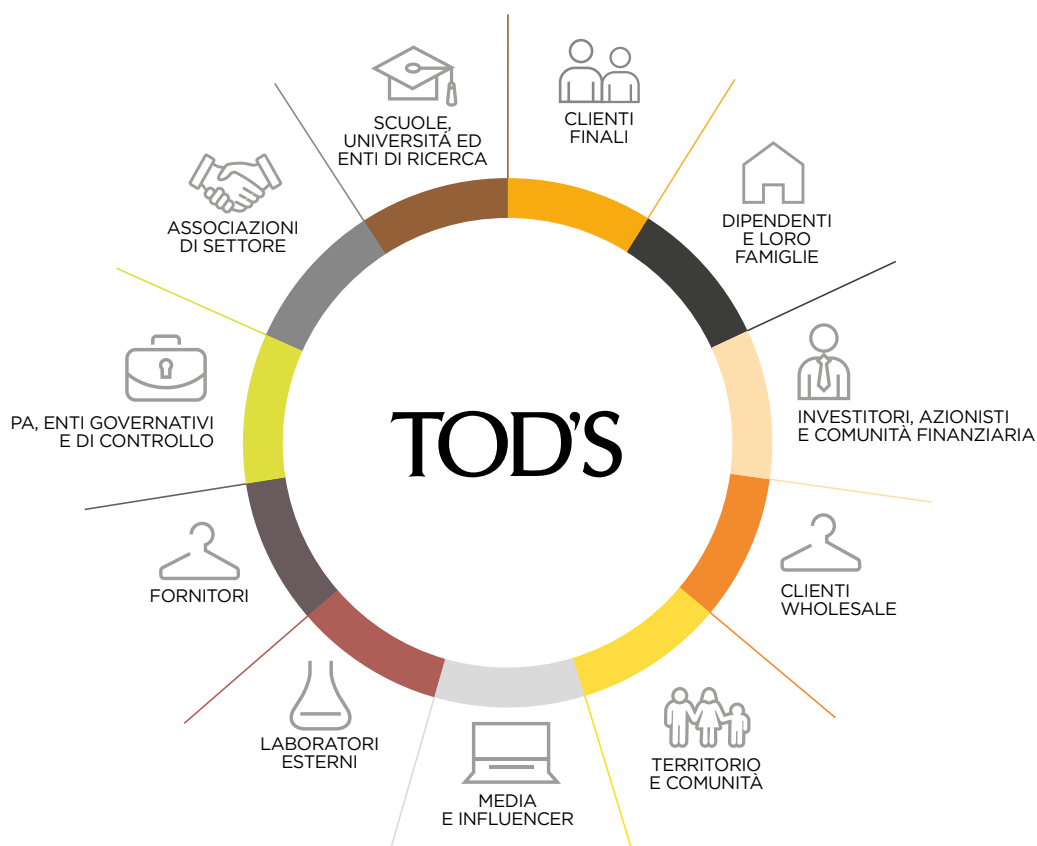 CLIENTI
FINALI
DIPENDENTI
E LORO
FAMIGLIE
INVESTITORI, AZIONISTI
E COMUNITÀ FINANZIARIA
CLIENTI
WHOLESALE
TERRITORIO
E COMUNITÀ
MEDIA
E INFLUENCER
LABORATORI
ESTERNI
FORNITORI
PA, ENTI GOVERNATIVI
E DI CONTROLLO
ASSOCIAZIONI
DI SETTORE
SCUOLE,
UNIVERSITÁ ED
ENTI DI RICERCA
TOD'S